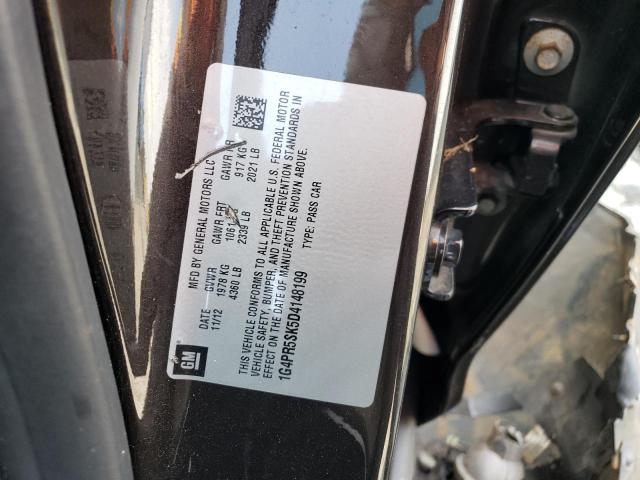 GM
MFD BY GENERAL MOTORS LLC
DATE GVWR GAWR FRT GAWR RR
11/12 1978 KG 1061 917 KG
4360 LB 2339 LB 2021 LB
THIS VEHICLE CONFORMS TO ALL APPLICABLE U.S. FEDERAL MOTOR
VEHICLE SAFETY, BUMPER, AND THEFT PREVENTION STANDARDS IN
EFFECT ON THE DATE OF MANUFACTURE SHOWN ABOVE.
1G4PR5SK5D4148199 TYPE: PASS CAR